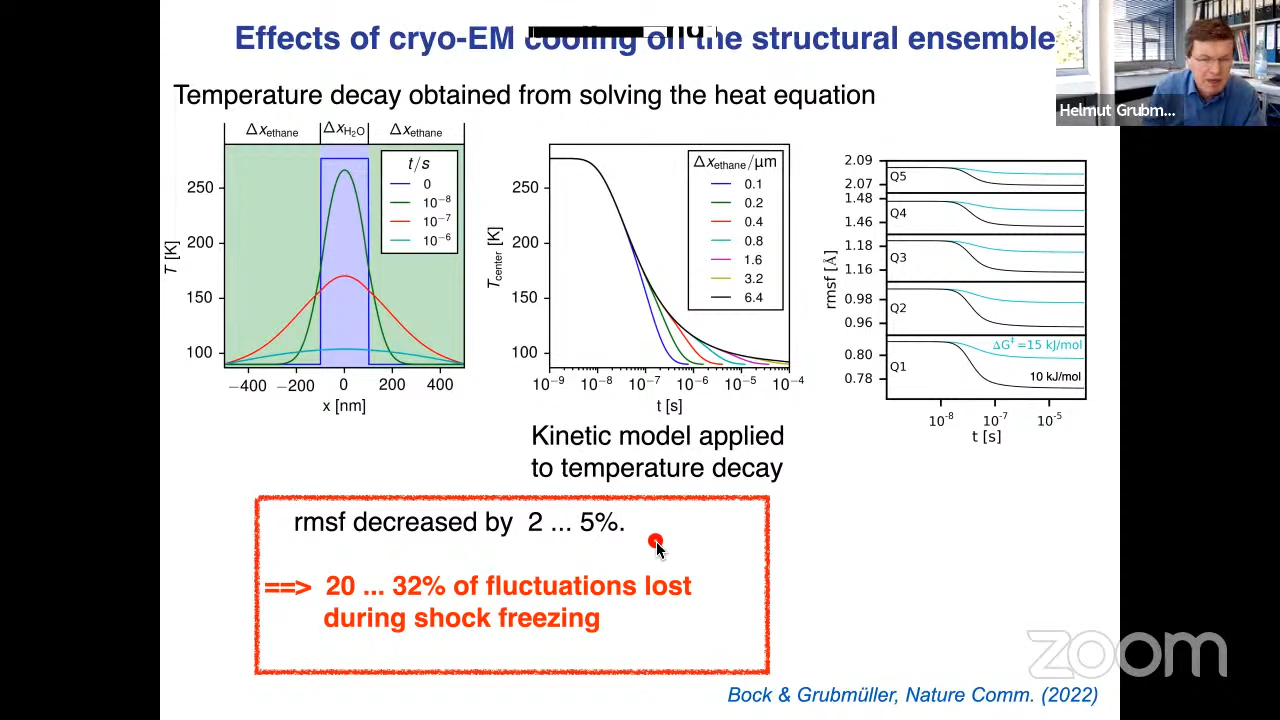 Effects of cryo-EM cooling on the structural ensemble
Helmut Grubm...
Temperature decay obtained from solving the heat equation
Δx_ethane Δx_H₂O Δx_ethane
t/s
0
10⁻⁸
10⁻⁷
10⁻⁶
T [K]
250
200
150
100
−400 −200 0 200 400
x [nm]
Δx_ethane/μm
0.1
0.2
0.4
0.8
1.6
3.2
6.4
T_center [K]
250
200
150
100
10⁻⁹ 10⁻⁸ 10⁻⁷ 10⁻⁶ 10⁻⁵ 10⁻⁴
t [s]
rmsf [Å]
2.09
Q5
2.07
1.48
Q4
1.46
1.18
Q3
1.16
0.98
Q2
0.96
ΔG‡=15 kJ/mol
0.80
Q1
10 kJ/mol
0.78
10⁻⁸ 10⁻⁷ 10⁻⁵
t [s]
Kinetic model applied
to temperature decay
rmsf decreased by 2 ... 5%.
==> 20 ... 32% of fluctuations lost
during shock freezing
zoom
Bock & Grubmüller, Nature Comm. (2022)